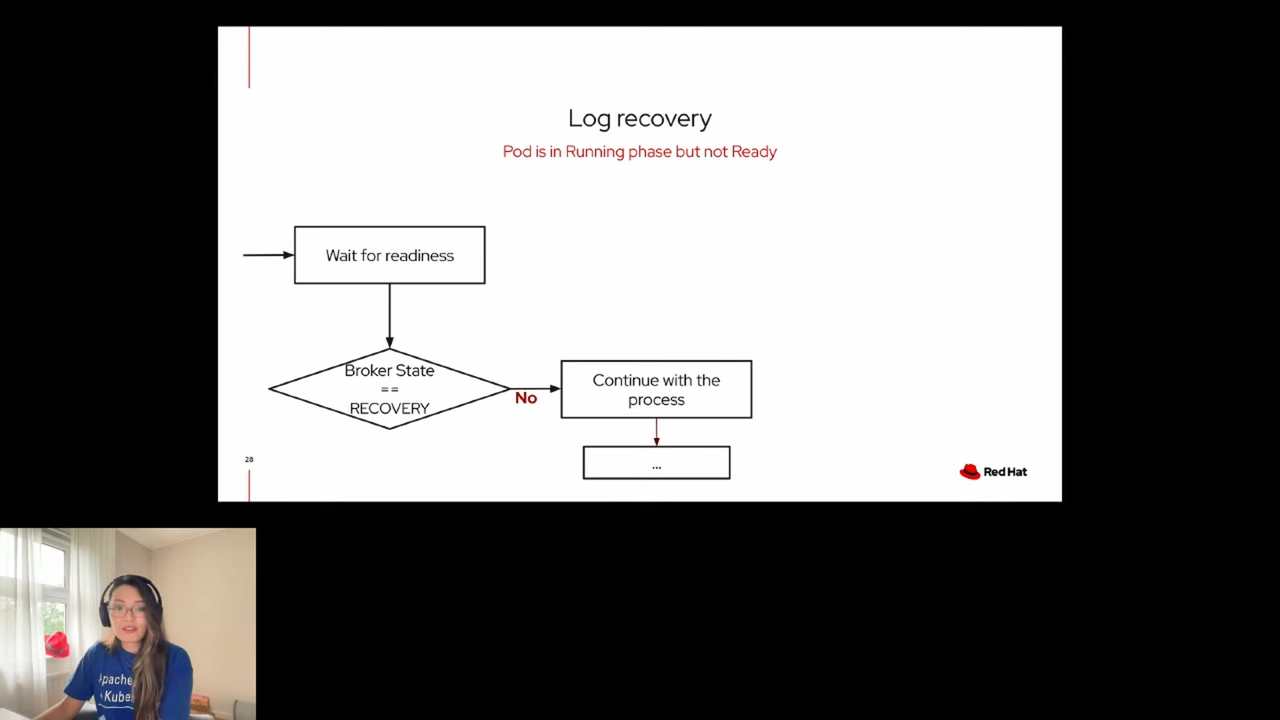 Log recovery
Pod is in Running phase but not Ready
Wait for readiness
Broker State
==
RECOVERY
No
Continue with the
process
...
28
Red Hat
Kube